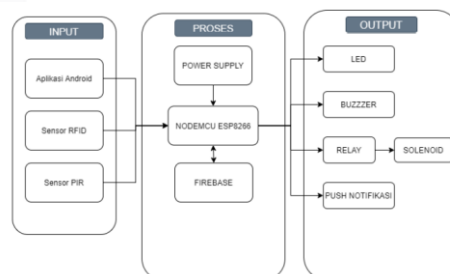 INPUT
Aplikasi Android
Sensor RFID
Sensor PIR
PROSES
POWER SUPPLY
NODEMCU ESP8266
FIREBASE
OUTPUT
LED
BUZZZER
RELAY
SOLENOID
PUSH NOTIFIKASI